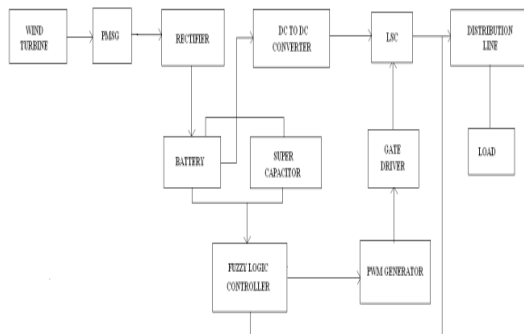 WIND
TURBINE
PMSG
RECTIFIER
DC TO DC
CONVERTER
LSC
DISTRIBUTION
LINE
BATTERY
SUPER
CAPACITOR
GATE
DRIVER
LOAD
FUZZY LOGIC
CONTROLLER
PWM GENERATOR